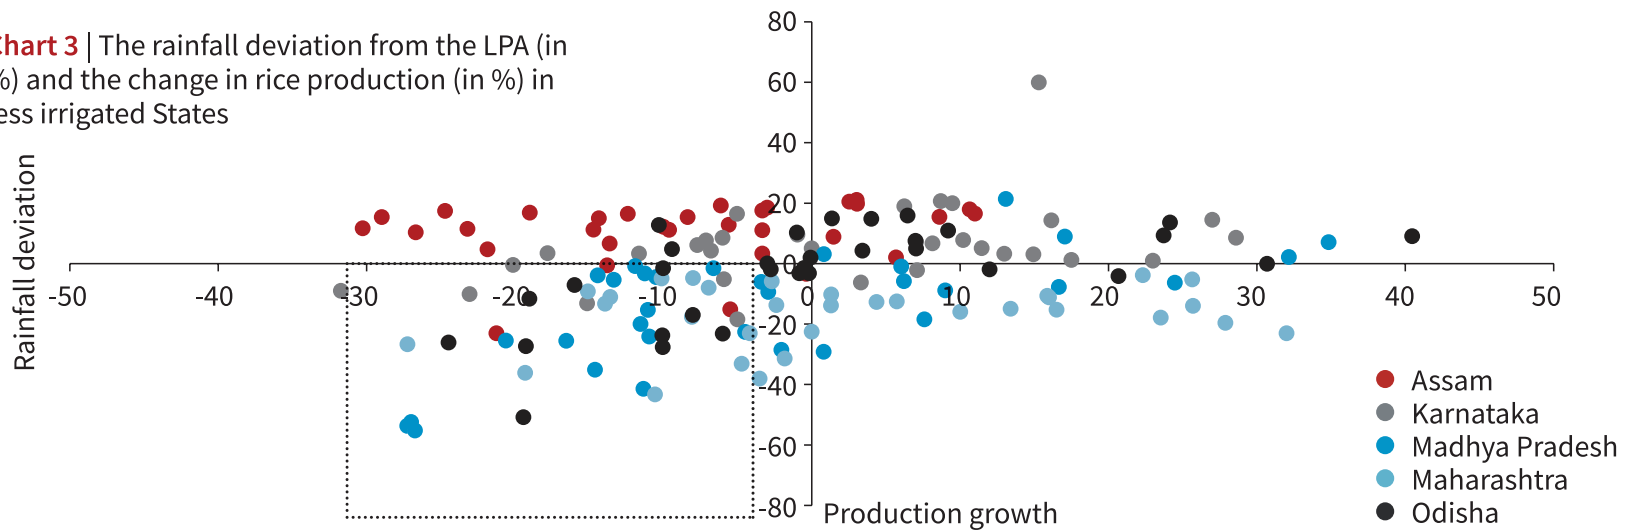 hart 3 | The rainfall deviation from the LPA (in
%) and the change in rice production (in %) in
ess irrigated States
Rainfall deviation
80
60
40
20
-50 -40 -30 -20 -10 0 10 20 30 40 50
-20
-40
-60
-80
Production growth
Assam
Karnataka
Madhya Pradesh
Maharashtra
Odisha